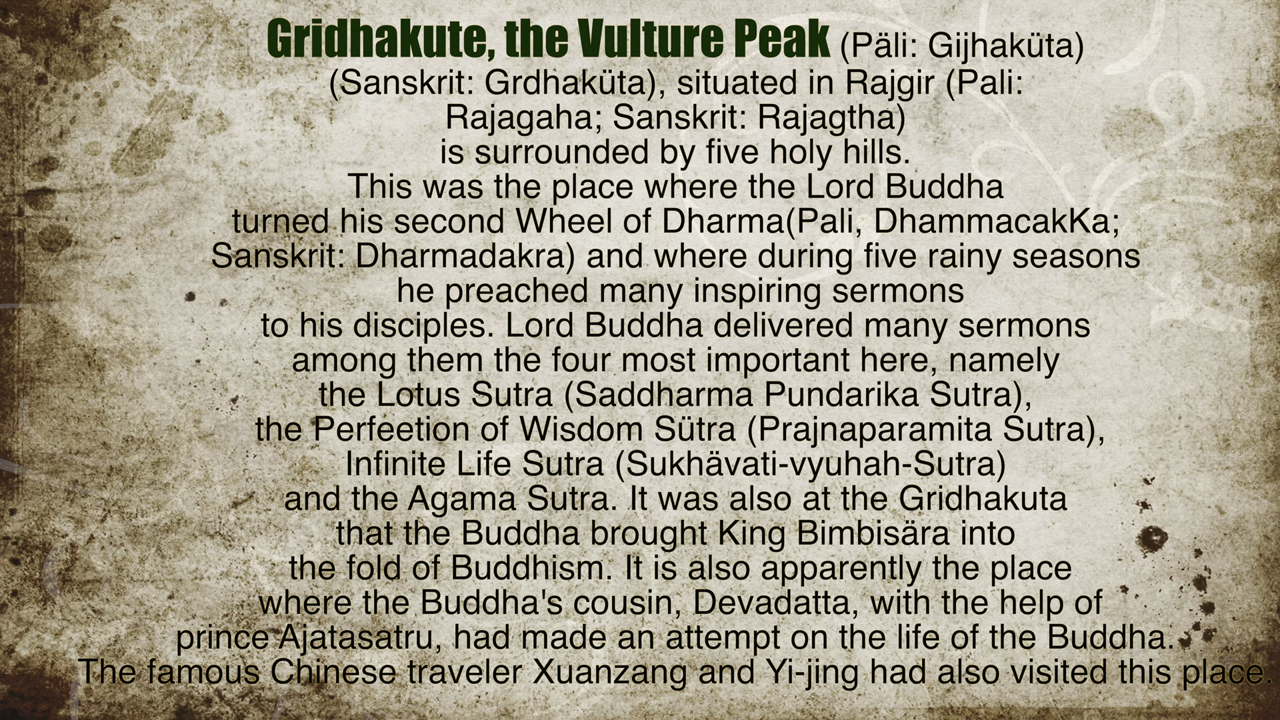 Gridhakute, the Vulture Peak (Päli: Gijhaküta)
(Sanskrit: Grdhaküta), situated in Rajgir (Pali:
Rajagaha; Sanskrit: Rajagtha)
is surrounded by five holy hills.
This was the place where the Lord Buddha
turned his second Wheel of Dharma(Pali, DhammacakKa;
Sanskrit: Dharmadakra) and where during five rainy seasons
he preached many inspiring sermons
to his disciples. Lord Buddha delivered many sermons
among them the four most important here, namely
the Lotus Sutra (Saddharma Pundarika Sutra),
the Perfeetion of Wisdom Sütra (Prajnaparamita Sutra),
Infinite Life Sutra (Sukhävati-vyuhah-Sutra)
and the Agama Sutra. It was also at the Gridhakuta
that the Buddha brought King Bimbisära into
the fold of Buddhism. It is also apparently the place
where the Buddha's cousin, Devadatta, with the help of
prince Ajatasatru, had made an attempt on the life of the Buddha.
The famous Chinese traveler Xuanzang and Yi-jing had also visited this place.